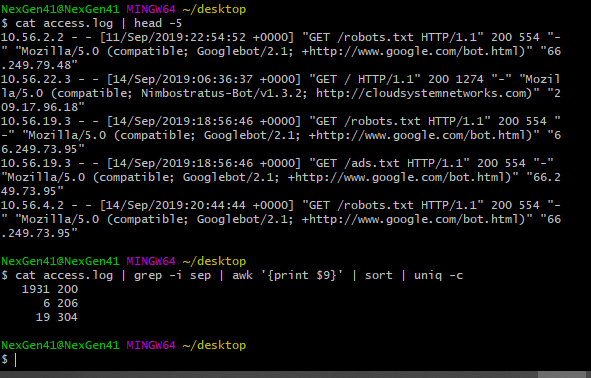 NexGen41@NexGen41 MINGW64 ~/desktop
$ cat access.log | head -5
10.56.2.2 - - [11/Sep/2019:22:54:52 +0000] "GET /robots.txt HTTP/1.1" 200 554 "-
" "Mozilla/5.0 (compatible; Googlebot/2.1; +http://www.google.com/bot.html)" "66
.249.79.48"
10.56.22.3 - - [14/Sep/2019:06:36:37 +0000] "GET / HTTP/1.1" 200 1274 "-" "Mozil
la/5.0 (compatible; Nimbostratus-Bot/v1.3.2; http://cloudsystemnetworks.com)" "2
09.17.96.18"
10.56.19.3 - - [14/Sep/2019:18:56:46 +0000] "GET /robots.txt HTTP/1.1" 200 554 "
-" "Mozilla/5.0 (compatible; Googlebot/2.1; +http://www.google.com/bot.html)" "6
6.249.73.95"
10.56.19.3 - - [14/Sep/2019:18:56:46 +0000] "GET /ads.txt HTTP/1.1" 200 554 "-"
"Mozilla/5.0 (compatible; Googlebot/2.1; +http://www.google.com/bot.html)" "66.2
49.73.95"
10.56.4.2 - - [14/Sep/2019:20:44:44 +0000] "GET /robots.txt HTTP/1.1" 200 554 "-
" "Mozilla/5.0 (compatible; Googlebot/2.1; +http://www.google.com/bot.html)" "66
.249.73.95"
NexGen41@NexGen41 MINGW64 ~/desktop
$ cat access.log | grep -i sep | awk '{print $9}' | sort | uniq -c
1931 200
6 206
19 304
NexGen41@NexGen41 MINGW64 ~/desktop
$